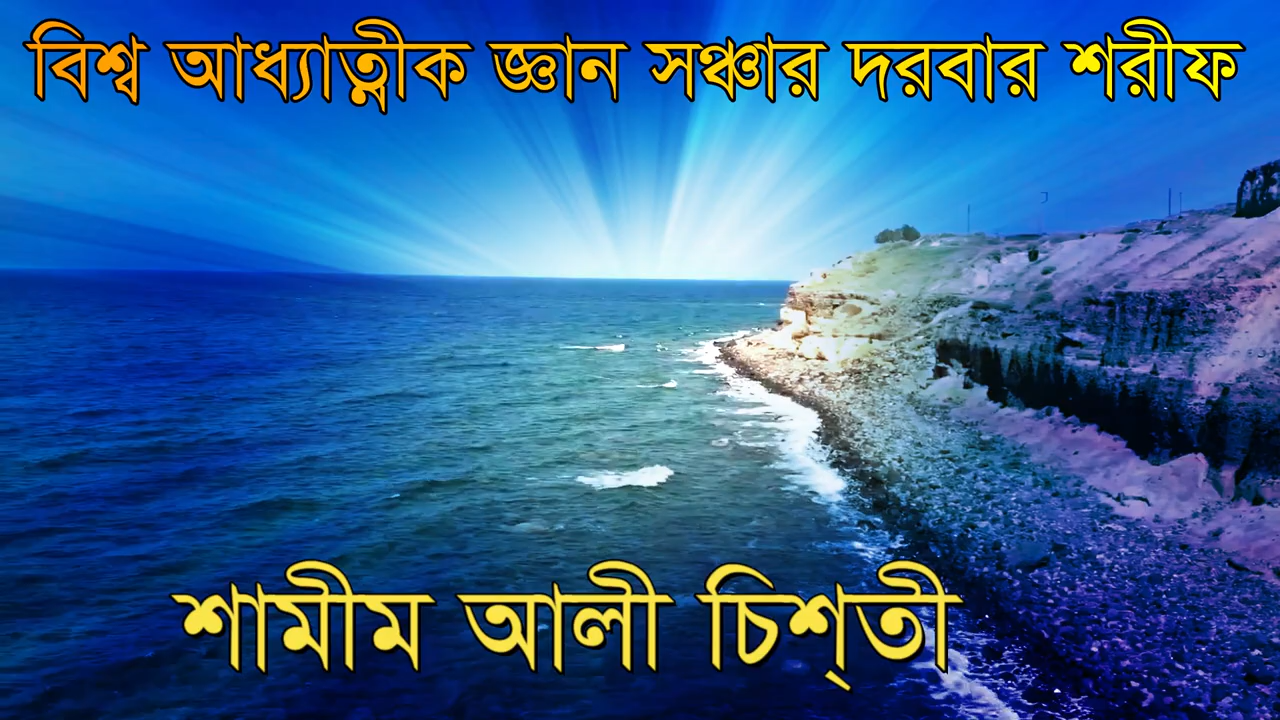 বিশ্ব আধ্যাত্নীক জ্ঞান সঞ্চার দরবার শরীফ
শামীম আলী চিশ্‌তী